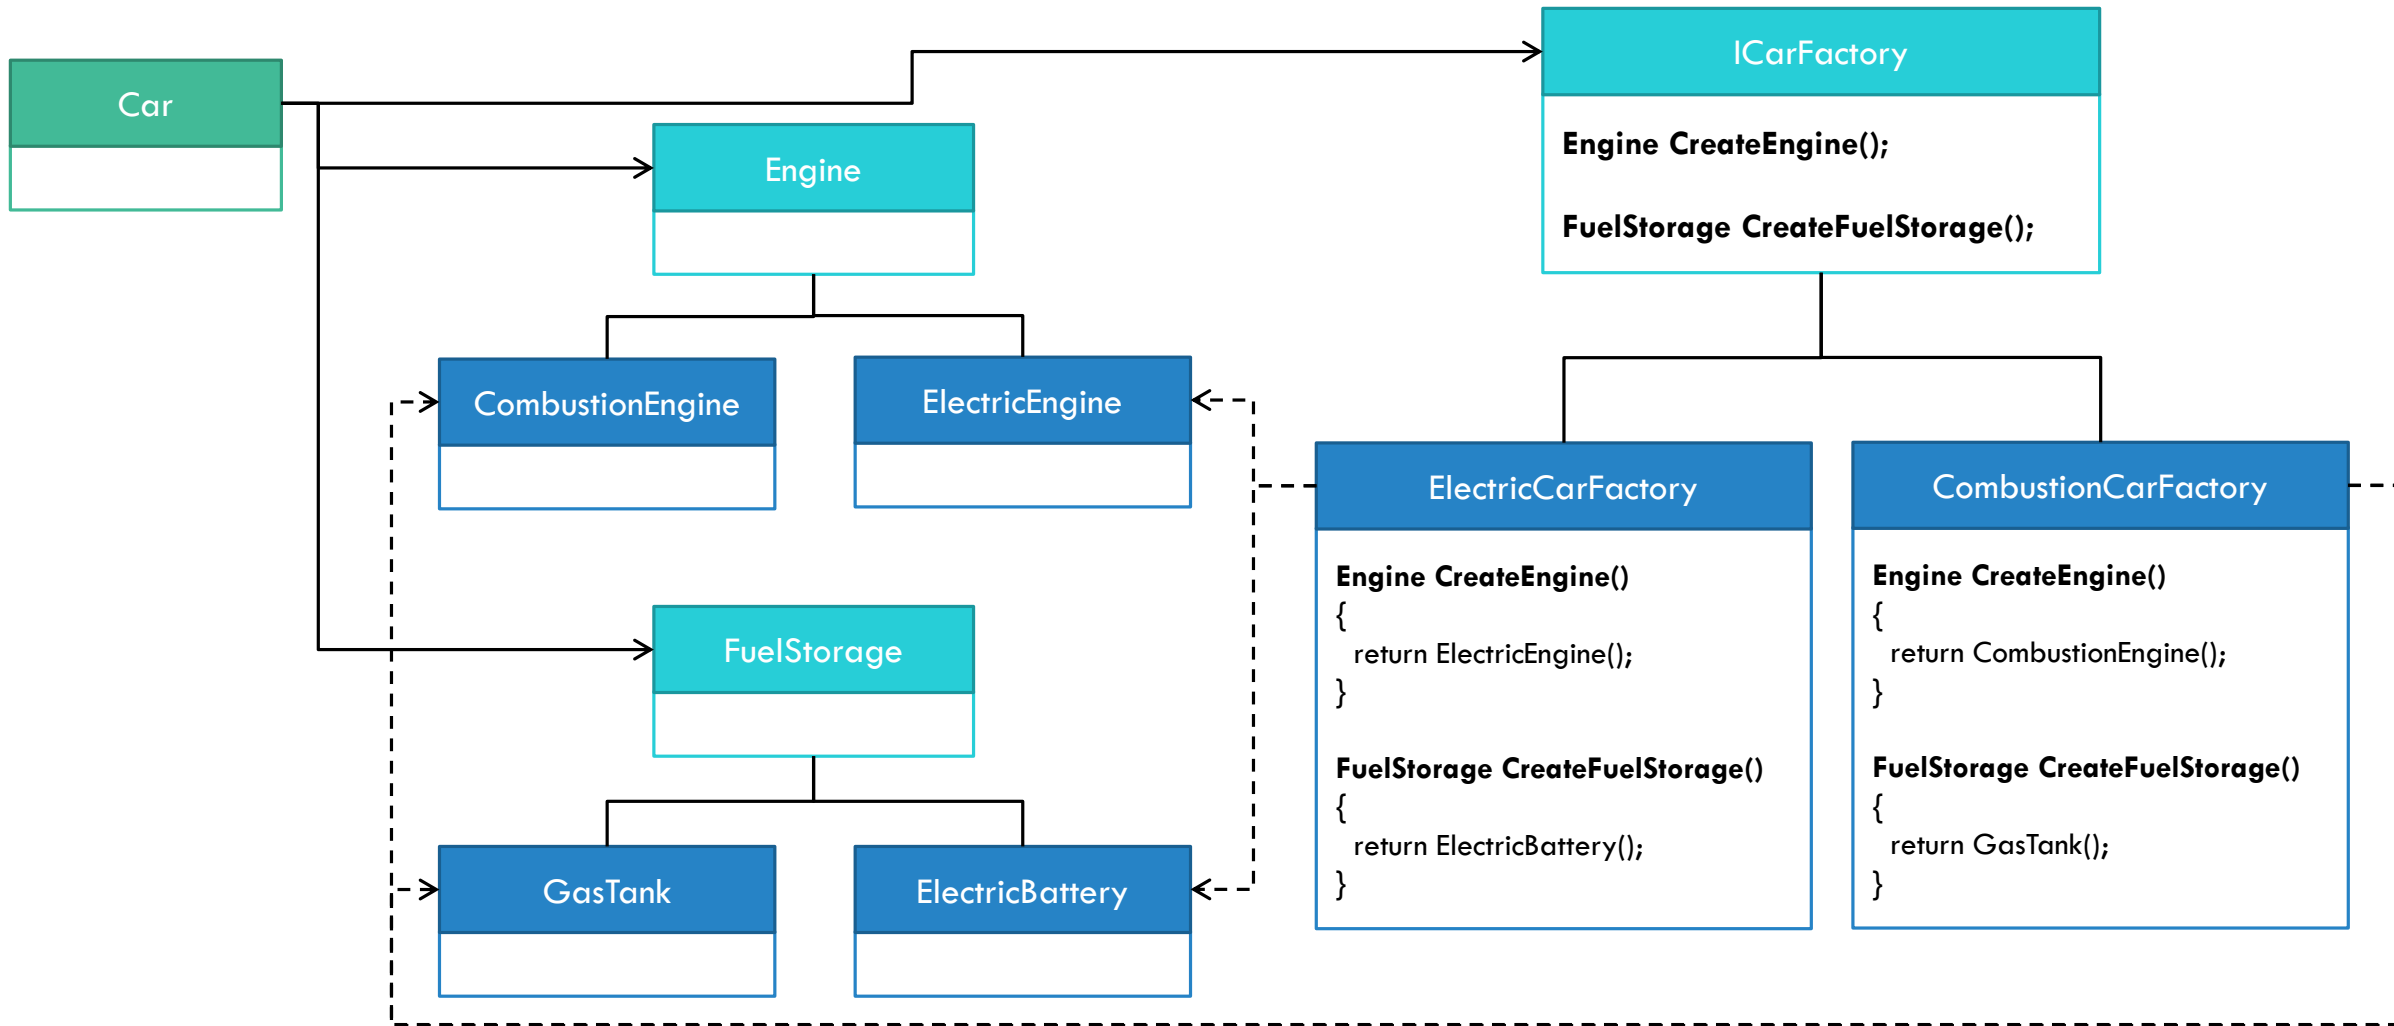 Car
ICarFactory
Engine CreateEngine();
FuelStorage CreateFuelStorage();
Engine
CombustionEngine
ElectricEngine
FuelStorage
GasTank
ElectricBattery
ElectricCarFactory
Engine CreateEngine()
{
return ElectricEngine();
}
FuelStorage CreateFuelStorage()
{
return ElectricBattery();
}
CombustionCarFactory
Engine CreateEngine()
{
return CombustionEngine();
}
FuelStorage CreateFuelStorage()
{
return GasTank();
}